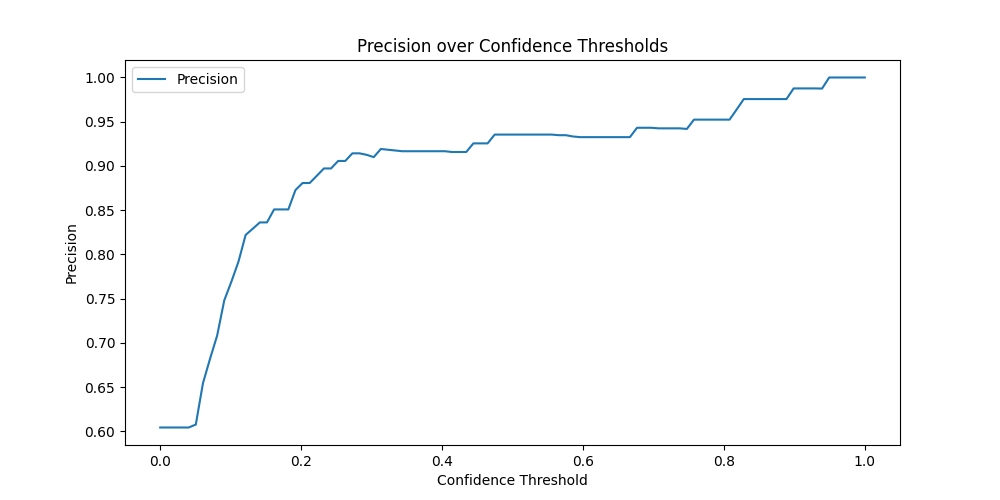 Precision over Confidence Thresholds
Precision
1.00
0.95
0.90
0.85
0.80
0.75
0.70
0.65
0.60
Precision
0.0 0.2 0.4 0.6 0.8 1.0
Confidence Threshold